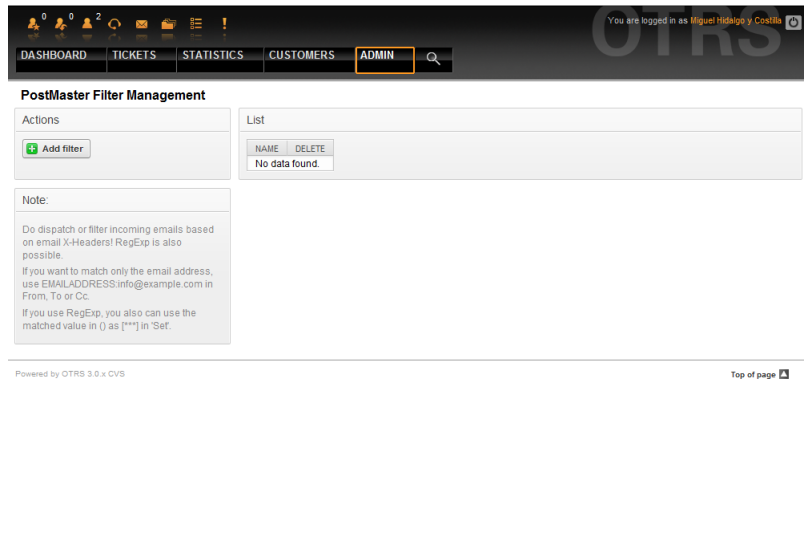 0 0 2
You are logged in as Miguel Hidalgo y Costilla
OTRS
DASHBOARD TICKETS STATISTICS CUSTOMERS ADMIN
PostMaster Filter Management
Actions
Add filter
List
NAME DELETE
No data found.
Note:
Do dispatch or filter incoming emails based
on email X-Headers! RegExp is also
possible.
If you want to match only the email address,
use EMAILADDRESS:info@example.com in
From, To or Cc.
If you use RegExp, you also can use the
matched value in () as [***] in 'Set'.
Powered by OTRS 3.0.x CVS
Top of page